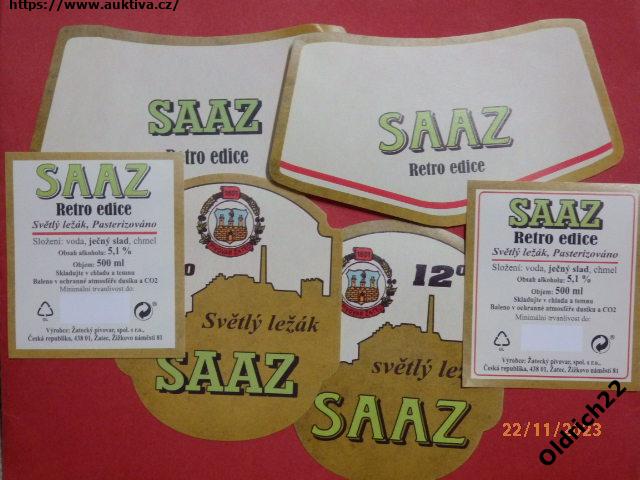 https://www.auktiva.cz/
SAAZ
Retro edice
SAAZ
Retro edice
SAAZ
Retro edice
Světlý ležák, Pasterizováno
Složení: voda, ječný slad, chmel
Obsah alkoholu: 5,1 %
Objem: 500 ml
Skladujte v chladu a temnu
Baleno v ochranné atmosféře dusíku a CO2
Minimální trvanlivost do:
Výrobce: Žatecký pivovar, spol. s r.o.,
Česká republika, 438 01, Žatec, Žižkovo náměstí 81
1801
Světlý ležák
SAAZ
1801
12°
světlý lež
SAAZ
SAAZ
Retro edice
Světlý ležák, Pasterizováno
Složení: voda, ječný slad, chmel
Obsah alkoholu: 5,1 %
Objem: 500 ml
Skladujte v chladu a temnu
Baleno v ochranné atmosféře dusíku a CO2
Minimální trvanlivost do:
Výrobce: Žatecký pivovar, spol. s r.o.,
Česká republika, 438 01, Žatec, Žižkovo náměstí 81
22/11/2023
Oldrich22